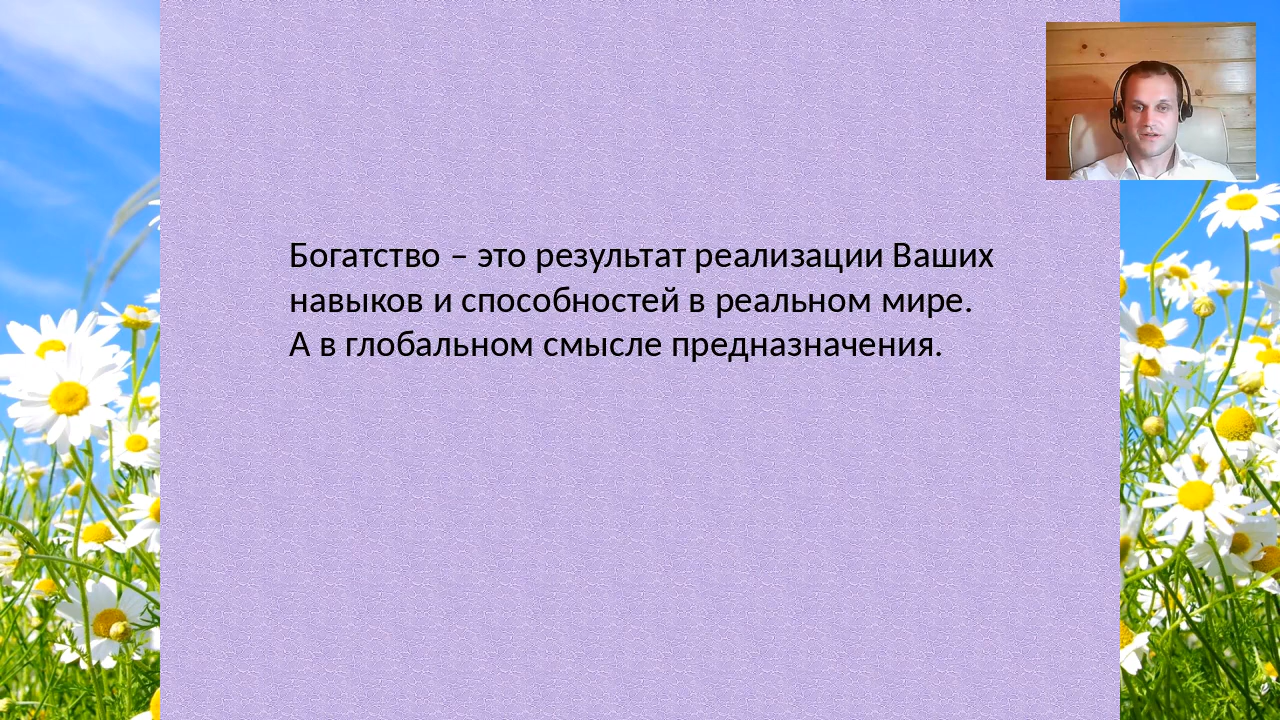 Богатство – это результат реализации Ваших
навыков и способностей в реальном мире.
А в глобальном смысле предназначения.